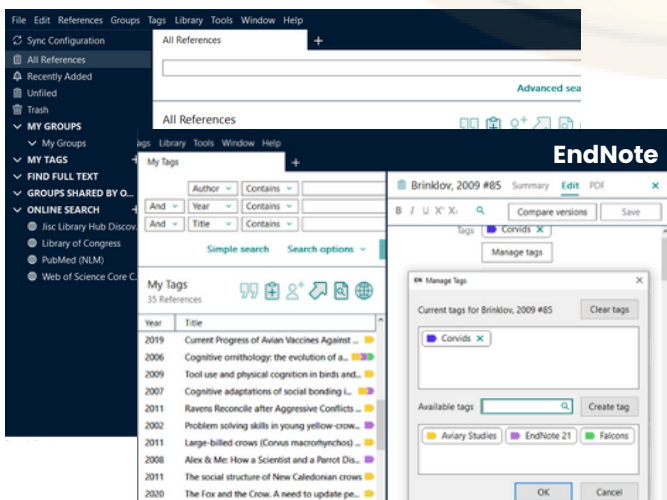 File Edit References Groups Tags Library Tools Window Help
Sync Configuration
All References
+
All References
Recently Added
Unfiled
Trash
MY GROUPS
My Groups
MY TAGS +
FIND FULL TEXT
GROUPS SHARED BY O...
ONLINE SEARCH +
Jisc Library Hub Discov.
Library of Congress
PubMed (NLM)
Web of Science Core C.
Advanced sea
All References
ags Library Tools Window Help
EndNote
My Tags
+
Author Contains
And Year Contains
And Title Contains
Simple search Search options
My Tags
35 References
Year Title
2019 Current Progress of Avian Vaccines Against ...
2006 Cognitive ornithology: the evolution of a...
2009 Tool use and physical cognition in birds and...
2007 Cognitive adaptations of social bonding i...
2011 Ravens Reconcile after Aggressive Conflicts ...
2002 Problem solving skills in young yellow-crow...
2011 Large-billed crows (Corvus macrorhynchos) ...
2008 Alex & Me: How a Scientist and a Parrot Dis...
2011 The social structure of New Caledonian crows
2020 The Fox and the Crow. A need to update pe...
Brinklov, 2009 #85 Summary Edit PDF ×
B I U X¹ X₁ Compare versions Save
Tags Corvids X
Manage tags
EN Manage Tags ×
Current tags for Brinklov, 2009 #85 Clear tags
Corvids X
Available tags Create tag
Aviary Studies EndNote 21 Falcons
OK Cancel